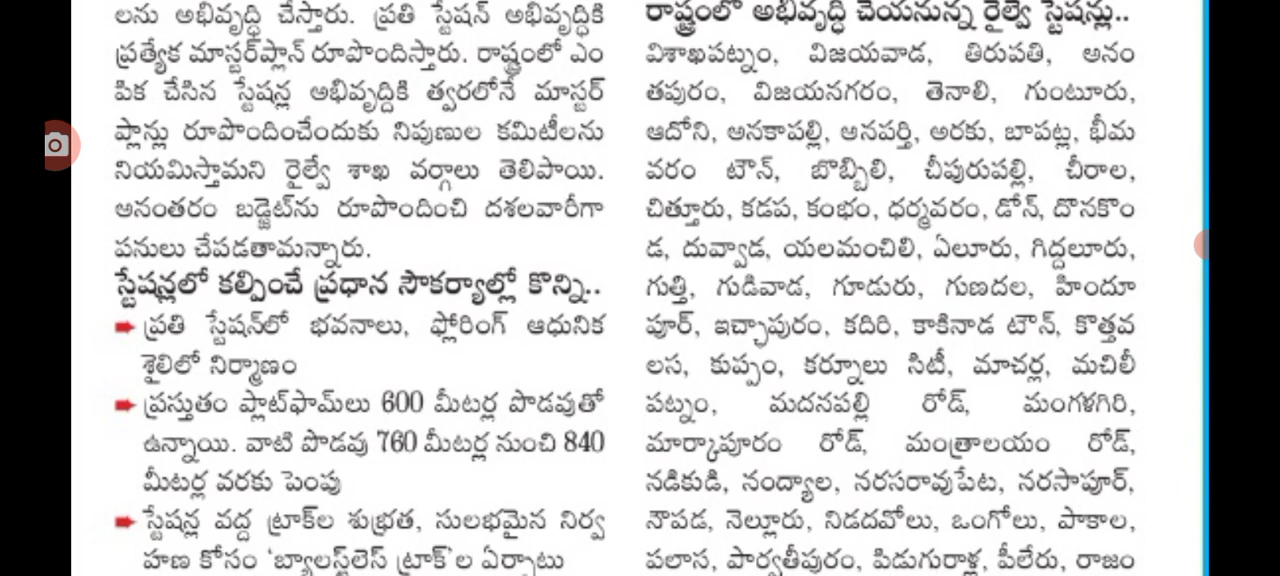 లను అభివృద్ధి చేస్తారు. ప్రతి స్టేషన్ అభివృద్ధికి
ప్రత్యేక మాస్టర్‌ప్లాన్ రూపొందిస్తారు. రాష్ట్రంలో ఎం
పిక చేసిన స్టేషన్ల అభివృద్దికి త్వరలోనే మాస్టర్
ప్లాన్లు రూపొందించేందుకు నిపుణుల కమిటీలను
నియమిస్తామని రైల్వే శాఖ వర్గాలు తెలిపాయి.
అనంతరం బడ్జెట్‌ను రూపొందించి దశలవారీగా
పనులు చేపడతామన్నారు.
స్టేషన్లలో కల్పించే ప్రధాన సౌకర్యాల్లో కొన్ని..
ప్రతి స్టేషన్‌లో భవనాలు, ఫ్లోరింగ్ ఆధునిక
శైలిలో నిర్మాణం
ప్రస్తుతం ప్లాట్‌ఫామ్‌లు 600 మీటర్ల పొడవుతో
ఉన్నాయి. వాటి పొడవు 760 మీటర్ల నుంచి 840
మీటర్ల వరకు పెంపు
స్టేషన్ల వద్ద ట్రాక్‌ల శుభ్రత, సులభమైన నిర్వ
హణ కోసం ‘బ్యాలస్ట్‌లెస్ ట్రాక్’ల ఏర్పాటు
రాష్ట్రంలో అభివృద్ధి చేయనున్న రైల్వే స్టేషన్లు..
విశాఖపట్నం, విజయవాడ, తిరుపతి, అనం
తపురం, విజయనగరం, తెనాలి, గుంటూరు,
ఆదోని, అనకాపల్లి, అనపర్తి, అరకు, బాపట్ల, భీమ
వరం టౌన్, బొబ్బిలి, చీపురుపల్లి, చీరాల,
చిత్తూరు, కడప, కంభం, ధర్మవరం, డోన్, దొనకొం
డ, దువ్వాడ, యలమంచిలి, ఏలూరు, గిద్దలూరు,
గుత్తి, గుడివాడ, గూడురు, గుణదల, హిందూ
పూర్, ఇచ్ఛాపురం, కదిరి, కాకినాడ టౌన్, కొత్తవ
లస, కుప్పం, కర్నూలు సిటీ, మాచర్ల, మచిలీ
పట్నం, మదనపల్లి రోడ్, మంగళగిరి,
మార్కాపూరం రోడ్, మంత్రాలయం రోడ్,
నడికుడి, నంద్యాల, నరసరావుపేట, నరసాపూర్,
నౌపడ, నెల్లూరు, నిడదవోలు, ఒంగోలు, పాకాల,
పలాస, పార్వతీపురం, పిడుగురాళ్ల, పీలేరు, రాజం